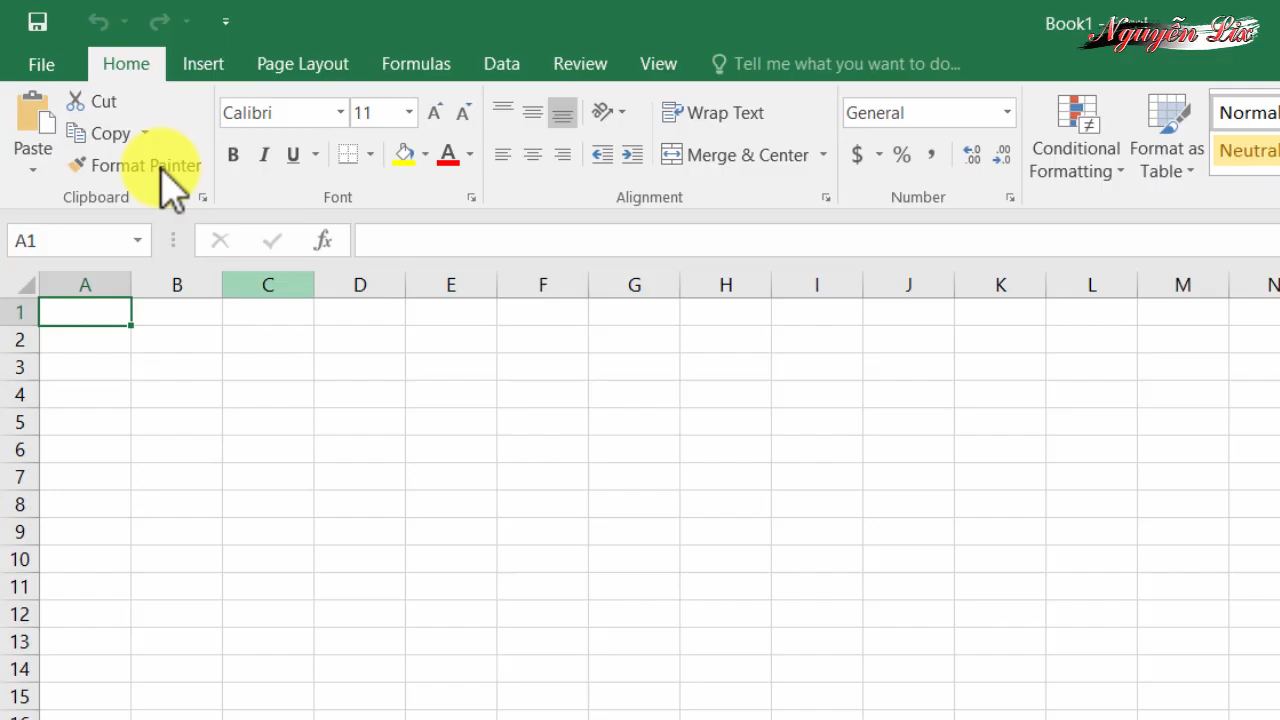 Book1 -
Nguyễn Lix
File Home Insert Page Layout Formulas Data Review View Tell me what you want to do...
Paste
Cut
Copy
Format Painter
Clipboard
Calibri 11
B I U A
Font
Wrap Text
Merge & Center
Alignment
General
$ % ,
Number
Conditional Formatting
Format as Table
Normal
Neutral
A1 fx
A B C D E F G H I J K L M N
1
2
3
4
5
6
7
8
9
10
11
12
13
14
15